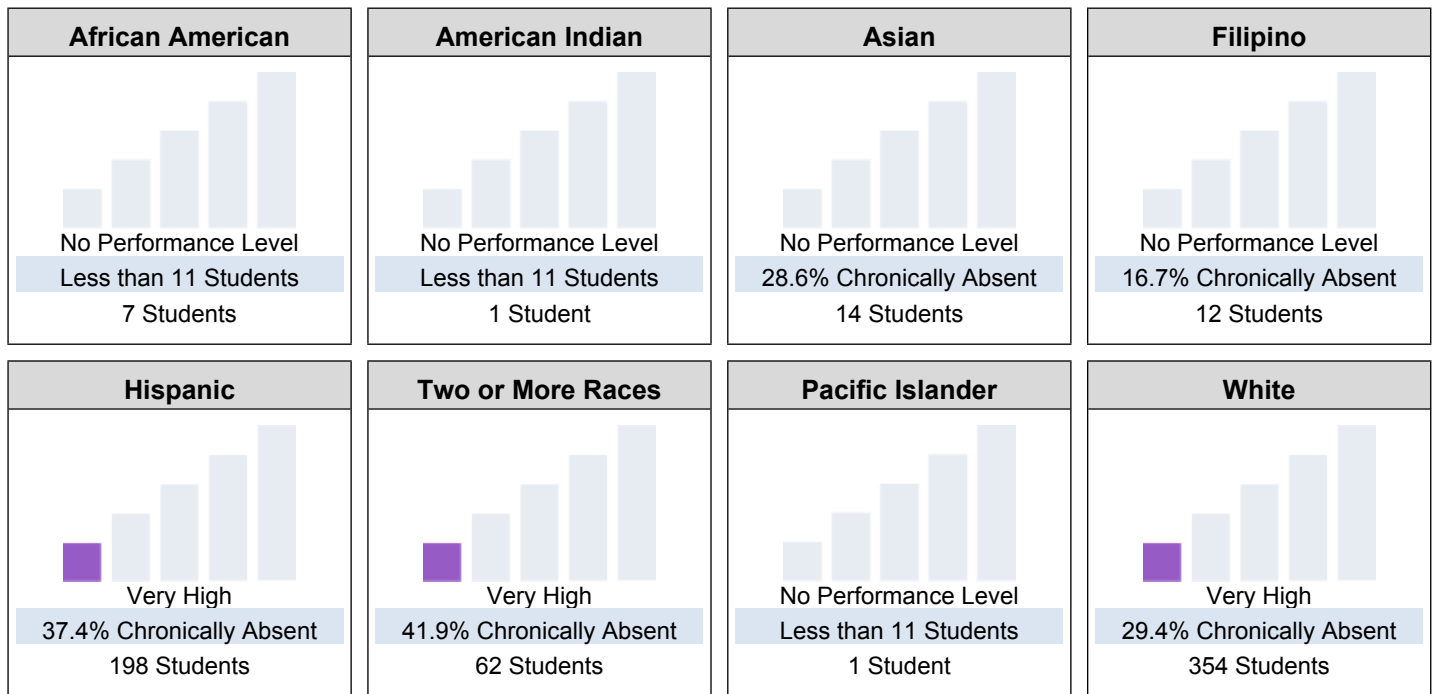 African American
No Performance Level
Less than 11 Students
7 Students
American Indian
No Performance Level
Less than 11 Students
1 Student
Asian
No Performance Level
28.6% Chronically Absent
14 Students
Filipino
No Performance Level
16.7% Chronically Absent
12 Students
Hispanic
Very High
37.4% Chronically Absent
198 Students
Two or More Races
Very High
41.9% Chronically Absent
62 Students
Pacific Islander
No Performance Level
Less than 11 Students
1 Student
White
Very High
29.4% Chronically Absent
354 Students